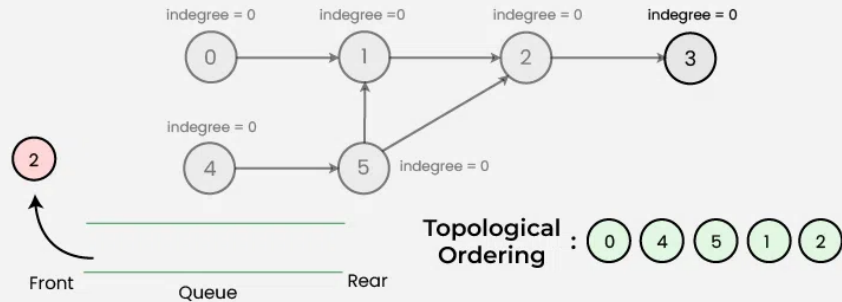 indegree = 0 indegree =0 indegree = 0 indegree = 0
0 1 2 3
indegree = 0
2
4 5 indegree = 0
Topological
Ordering : 0 4 5 1 2
Front Queue Rear